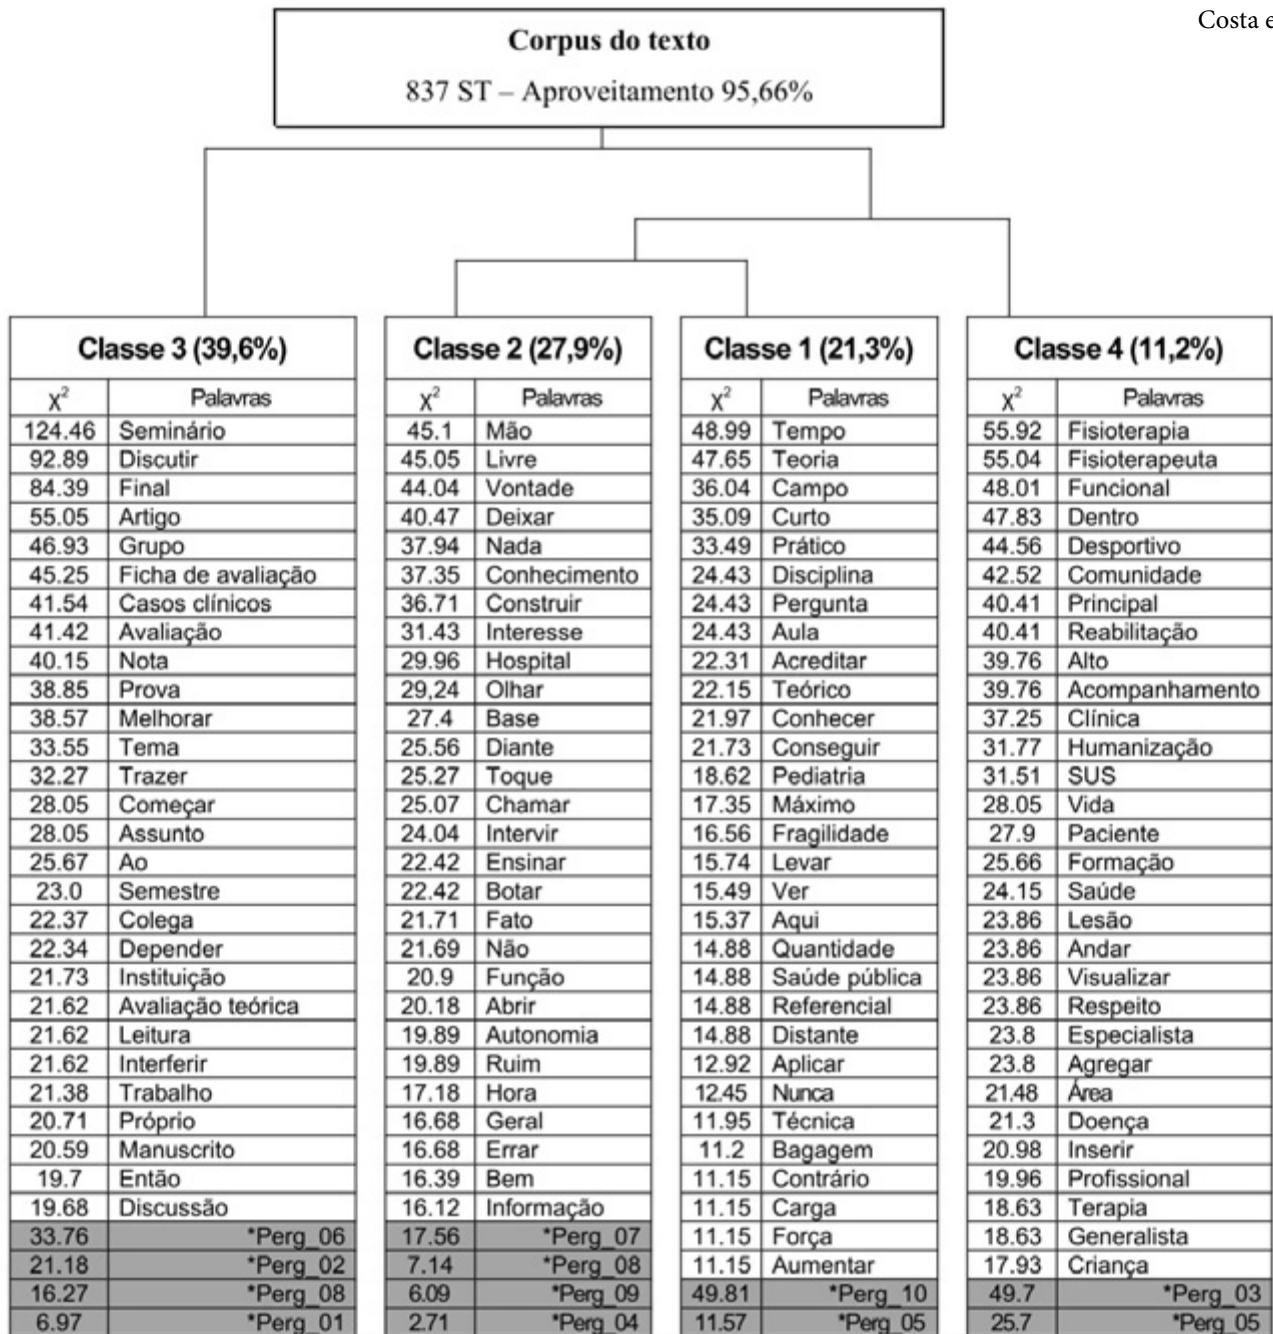 Costa e
Corpus do texto
837 ST – Aproveitamento 95,66%
Classe 3 (39,6%)
χ² Palavras
124.46 Seminário
92.89 Discutir
84.39 Final
55.05 Artigo
46.93 Grupo
45.25 Ficha de avaliação
41.54 Casos clínicos
41.42 Avaliação
40.15 Nota
38.85 Prova
38.57 Melhorar
33.55 Tema
32.27 Trazer
28.05 Começar
28.05 Assunto
25.67 Ao
23.0 Semestre
22.37 Colega
22.34 Depender
21.73 Instituição
21.62 Avaliação teórica
21.62 Leitura
21.62 Interferir
21.38 Trabalho
20.71 Próprio
20.59 Manuscrito
19.7 Então
19.68 Discussão
33.76 *Perg_06
21.18 *Perg_02
16.27 *Perg_08
6.97 *Perg_01
Classe 2 (27,9%)
χ² Palavras
45.1 Mão
45.05 Livre
44.04 Vontade
40.47 Deixar
37.94 Nada
37.35 Conhecimento
36.71 Construir
31.43 Interesse
29.96 Hospital
29,24 Olhar
27.4 Base
25.56 Diante
25.27 Toque
25.07 Chamar
24.04 Intervir
22.42 Ensinar
22.42 Botar
21.71 Fato
21.69 Não
20.9 Função
20.18 Abrir
19.89 Autonomia
19.89 Ruim
17.18 Hora
16.68 Geral
16.68 Errar
16.39 Bem
16.12 Informação
17.56 *Perg_07
7.14 *Perg_08
6.09 *Perg_09
2.71 *Perg_04
Classe 1 (21,3%)
χ² Palavras
48.99 Tempo
47.65 Teoria
36.04 Campo
35.09 Curto
33.49 Prático
24.43 Disciplina
24.43 Pergunta
24.43 Aula
22.31 Acreditar
22.15 Teórico
21.97 Conhecer
21.73 Conseguir
18.62 Pediatria
17.35 Máximo
16.56 Fragilidade
15.74 Levar
15.49 Ver
15.37 Aqui
14.88 Quantidade
14.88 Saúde pública
14.88 Referencial
14.88 Distante
12.92 Aplicar
12.45 Nunca
11.95 Técnica
11.2 Bagagem
11.15 Contrário
11.15 Carga
11.15 Força
11.15 Aumentar
49.81 *Perg_10
11.57 *Perg_05
Classe 4 (11,2%)
χ² Palavras
55.92 Fisioterapia
55.04 Fisioterapeuta
48.01 Funcional
47.83 Dentro
44.56 Desportivo
42.52 Comunidade
40.41 Principal
40.41 Reabilitação
39.76 Alto
39.76 Acompanhamento
37.25 Clínica
31.77 Humanização
31.51 SUS
28.05 Vida
27.9 Paciente
25.66 Formação
24.15 Saúde
23.86 Lesão
23.86 Andar
23.86 Visualizar
23.86 Respeito
23.8 Especialista
23.8 Agregar
21.48 Área
21.3 Doença
20.98 Inserir
19.96 Profissional
18.63 Terapia
18.63 Generalista
17.93 Criança
49.7 *Perg_03
25.7 *Perg_05